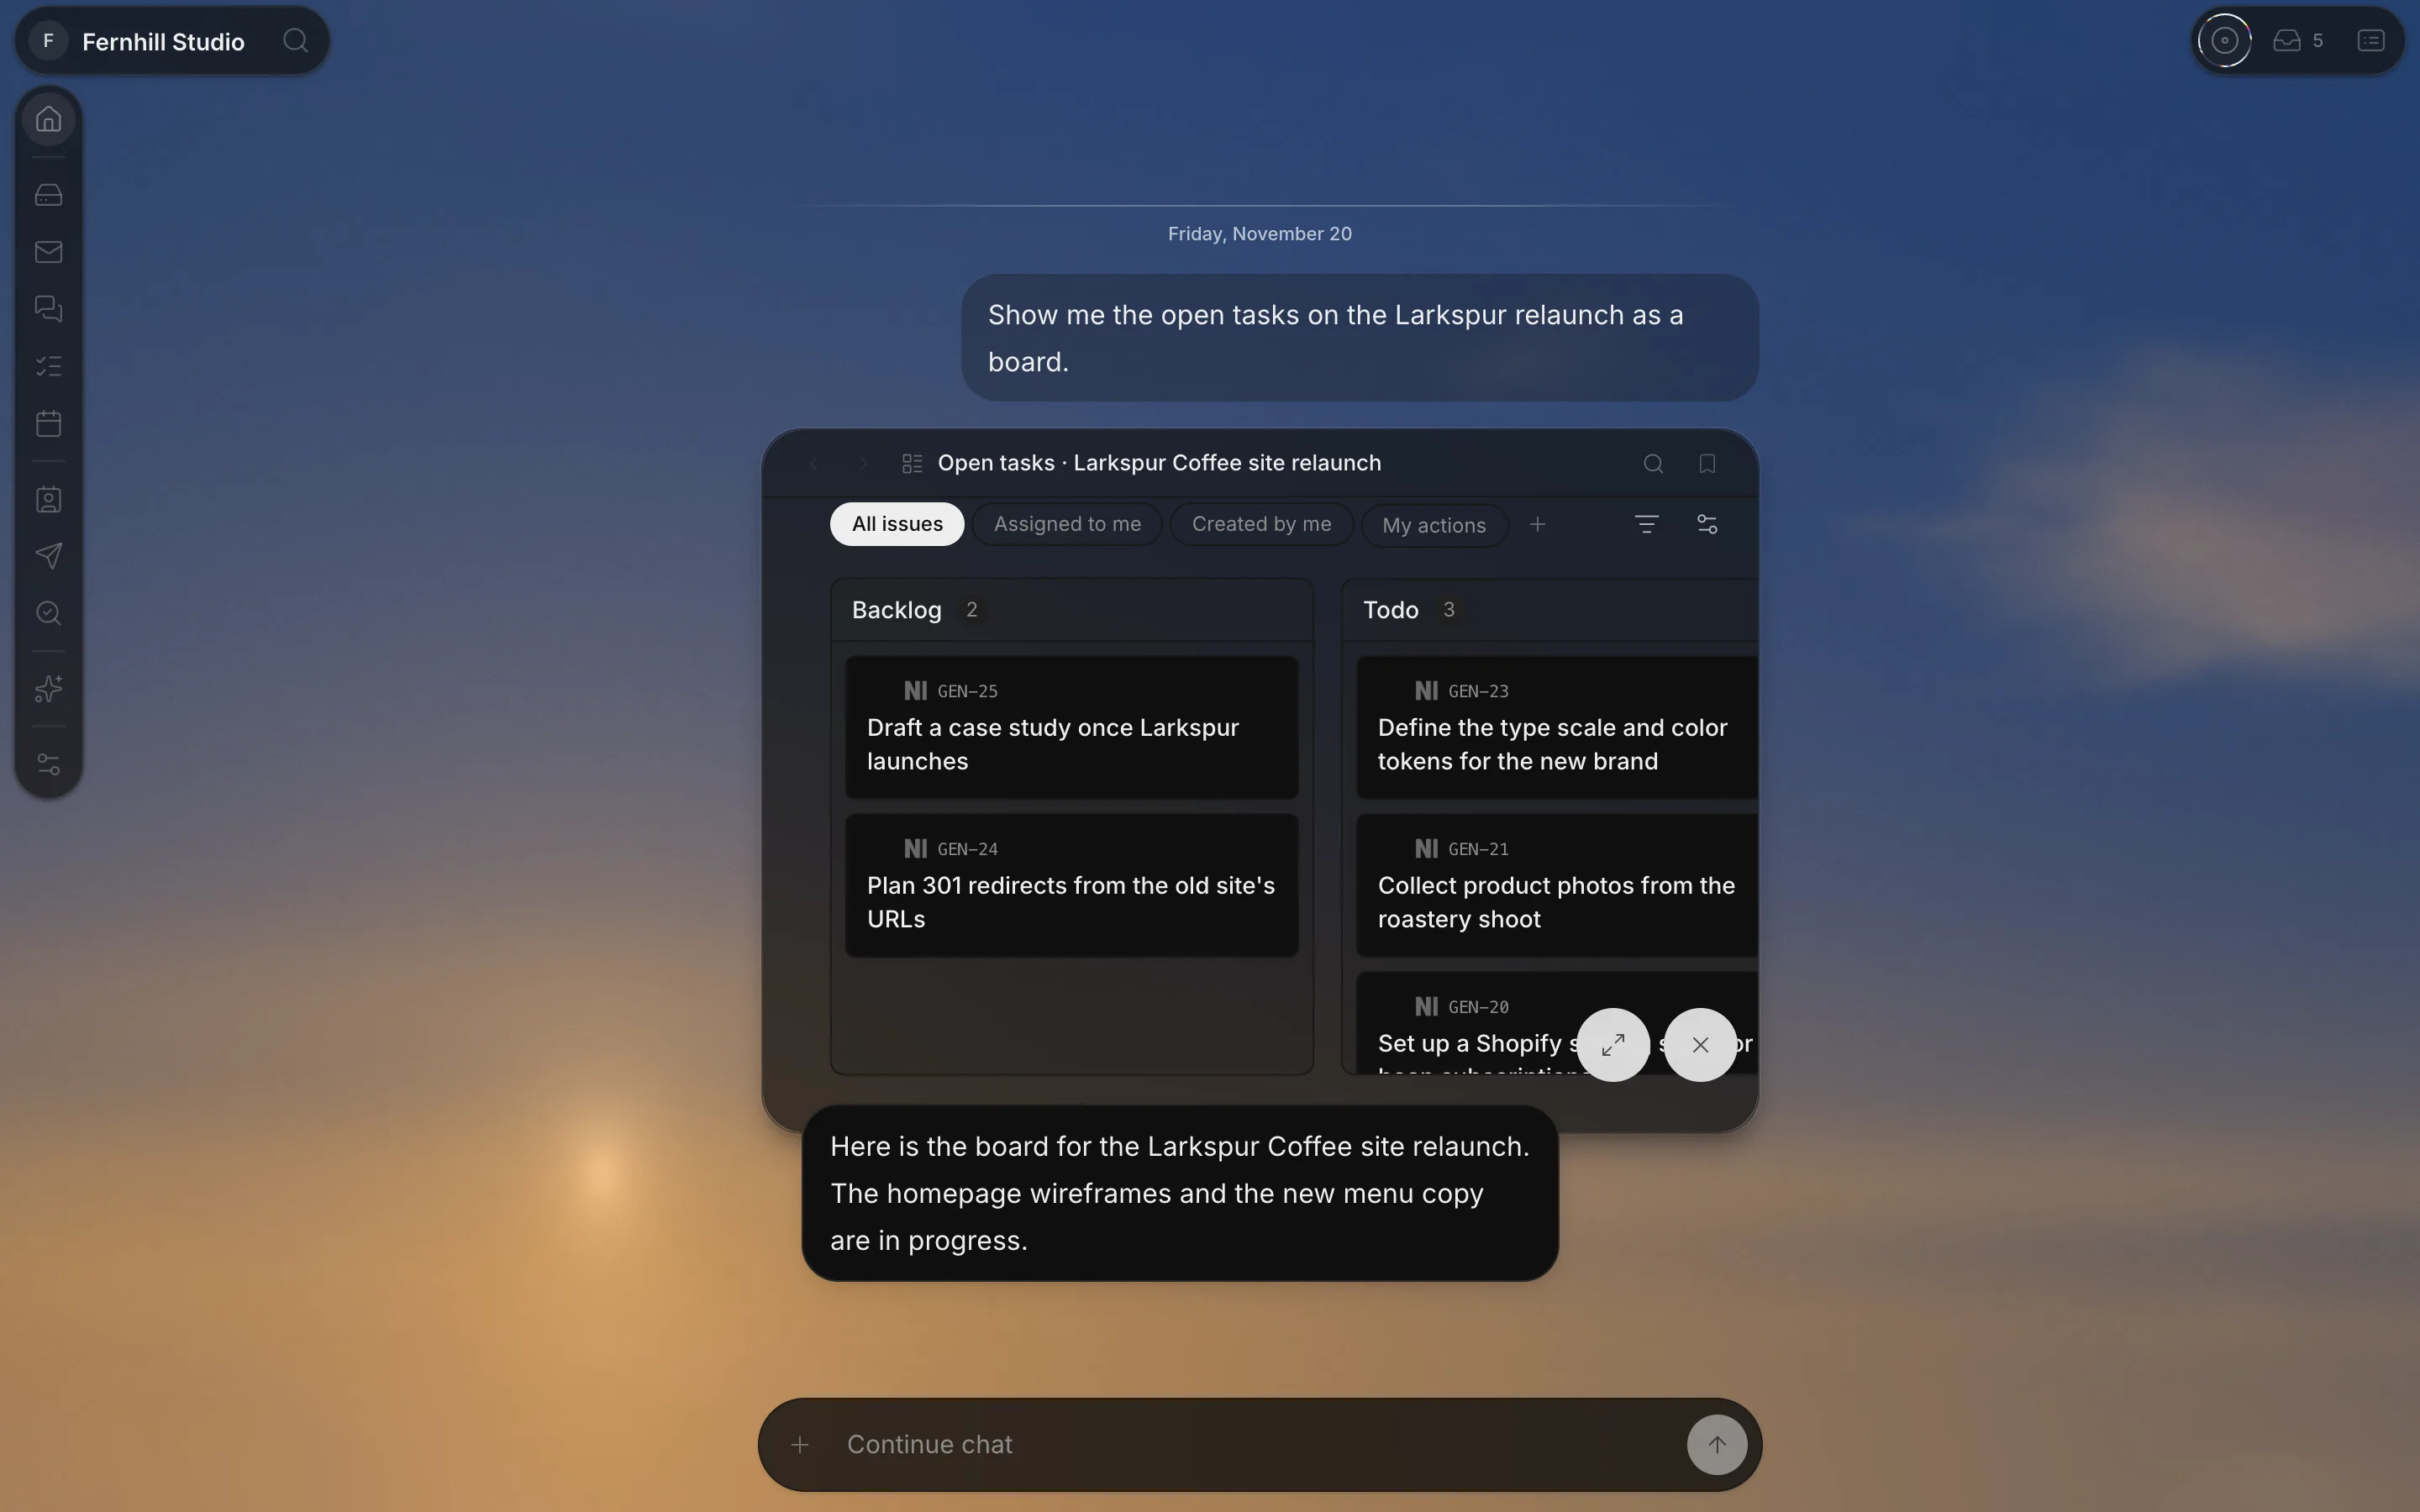 F Fernhill Studio
5
Friday, November 20
Show me the open tasks on the Larkspur relaunch as a
board.
Open tasks · Larkspur Coffee site relaunch
All issues Assigned to me Created by me My actions
Backlog 2
GEN-25
Draft a case study once Larkspur
launches
GEN-24
Plan 301 redirects from the old site's
URLs
Todo 3
GEN-23
Define the type scale and color
tokens for the new brand
GEN-21
Collect product photos from the
roastery shoot
GEN-20
Set up a Shopify
Here is the board for the Larkspur Coffee site relaunch.
The homepage wireframes and the new menu copy
are in progress.
Continue chat